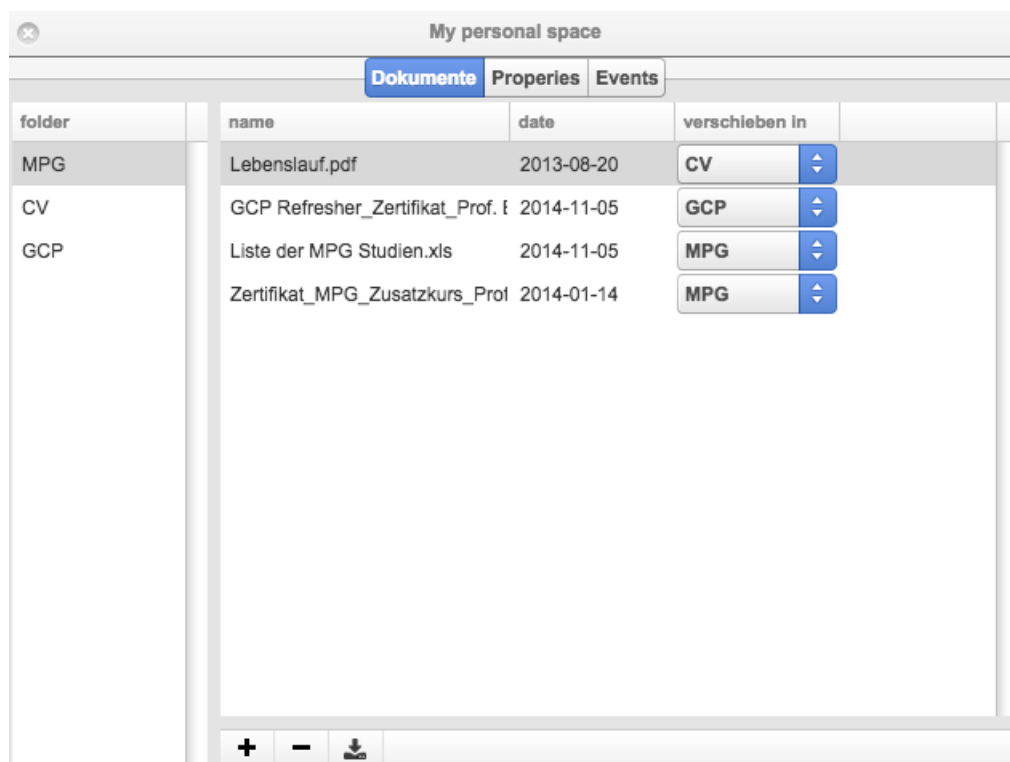 My personal space
Dokumente Properies Events
folder name date verschieben in
MPG Lebenslauf.pdf 2013-08-20 CV
CV GCP Refresher_Zertifikat_Prof. 2014-11-05 GCP
GCP Liste der MPG Studien.xls 2014-11-05 MPG
Zertifikat_MPG_Zusatzkurs_Prof 2014-01-14 MPG